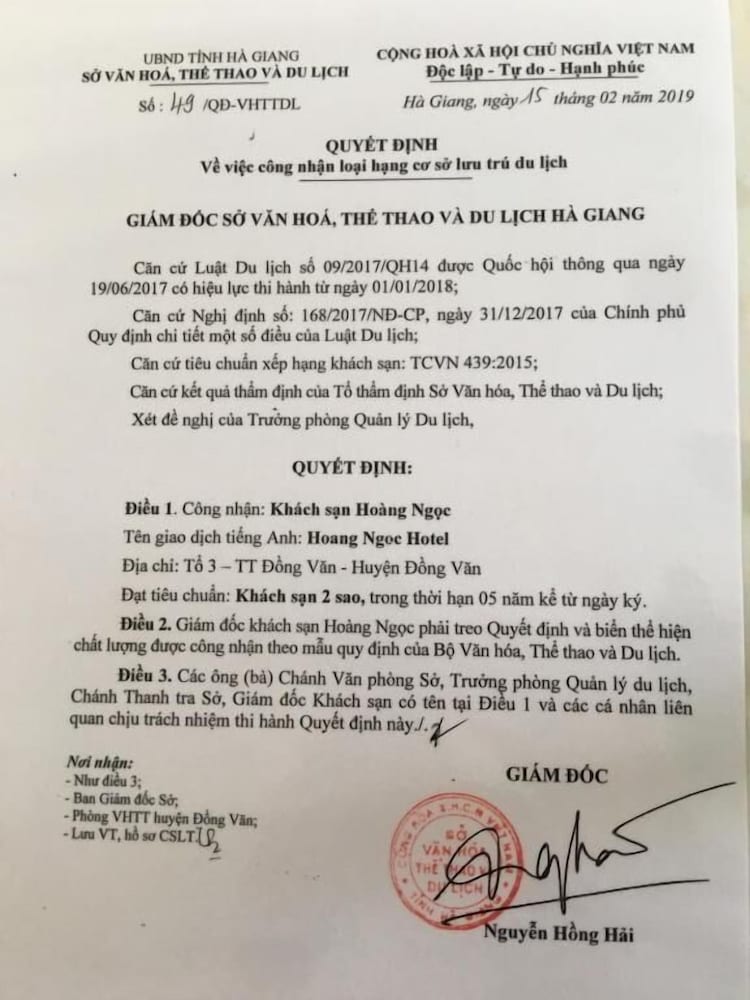 UBND TỈNH HÀ GIANG
SỞ VĂN HOÁ, THỂ THAO VÀ DU LỊCH
Số: 49 /QĐ-VHTTDL
CỘNG HOÀ XÃ HỘI CHỦ NGHĨA VIỆT NAM
Độc lập - Tự do - Hạnh phúc
Hà Giang, ngày 15 tháng 02 năm 2019
QUYẾT ĐỊNH
Về việc công nhận loại hạng cơ sở lưu trú du lịch
GIÁM ĐỐC SỞ VĂN HOÁ, THỂ THAO VÀ DU LỊCH HÀ GIANG
Căn cứ Luật Du lịch số 09/2017/QH14 được Quốc hội thông qua ngày
19/06/2017 có hiệu lực thi hành từ ngày 01/01/2018;
Căn cứ Nghị định số: 168/2017/NĐ-CP, ngày 31/12/2017 của Chính phủ
Quy định chi tiết một số điều của Luật Du lịch;
Căn cứ tiêu chuẩn xếp hạng khách sạn: TCVN 439:2015;
Căn cứ kết quả thẩm định của Tổ thẩm định Sở Văn hóa, Thể thao và Du lịch;
Xét đề nghị của Trưởng phòng Quản lý Du lịch,
QUYẾT ĐỊNH:
Điều 1. Công nhận: Khách sạn Hoàng Ngọc
Tên giao dịch tiếng Anh: Hoang Ngoc Hotel
Địa chỉ: Tổ 3 – TT Đồng Văn - Huyện Đồng Văn
Đạt tiêu chuẩn: Khách sạn 2 sao, trong thời hạn 05 năm kể từ ngày ký.
Điều 2. Giám đốc khách sạn Hoàng Ngọc phải treo Quyết định và biển thể hiện
chất lượng được công nhận theo mẫu quy định của Bộ Văn hóa, Thể thao và Du lịch.
Điều 3. Các ông (bà) Chánh Văn phòng Sở, Trưởng phòng Quản lý du lịch,
Chánh Thanh tra Sở, Giám đốc Khách sạn có tên tại Điều 1 và các cá nhân liên
quan chịu trách nhiệm thi hành Quyết định này./.
Nơi nhận:
- Như điều 3;
- Ban Giám đốc Sở;
- Phòng VHTT huyện Đồng Văn;
- Lưu VT, hồ sơ CSLT.
GIÁM ĐỐC
CỘNG HÒA X.H.C.N VIỆT NAM
SỞ
VĂN HÓA
THỂ THAO VÀ
DU LỊCH
TỈNH HÀ GIANG
Nguyễn Hồng Hải